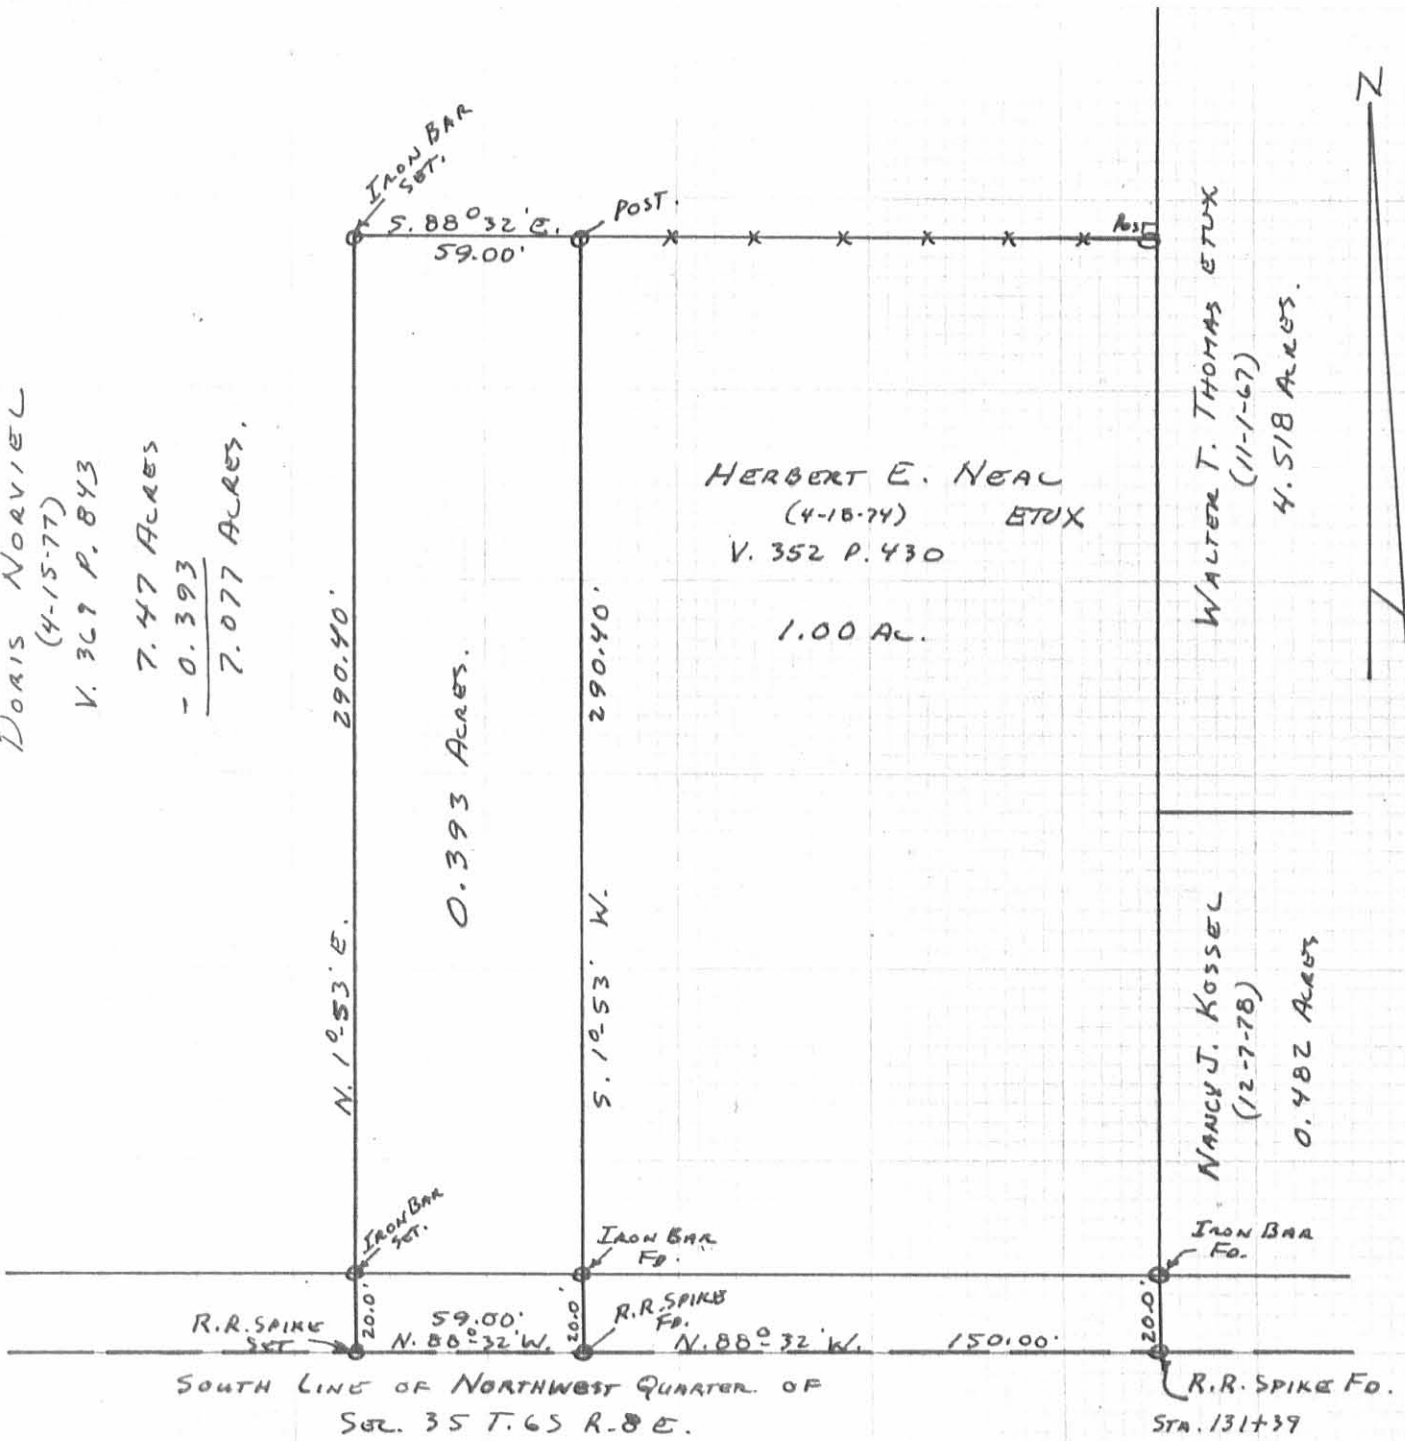 IRON BAR
SET.
S. 88° 32' E.
59.00'
POST.
Post
N
DORIS NORVIEL
(4-15-77)
V. 369 P. 843
7.47 ACRES
- 0.393
7.077 ACRES.
N. 1°-53' E. 290.40'
0.393 ACRES.
S. 1°-53' W. 290.40'
HERBERT E. NEAL
(4-18-74) ETUX
V. 352 P. 430
1.00 AC.
WALTER T. THOMAS ETUX
(11-1-67)
4.518 ACRES.
NANCY J. KOSSEL
(12-7-78)
0.482 ACRES
IRON BAR
SET.
IRON BAR
FD.
IRON BAR
FD.
R.R. SPIKE
SET
20.0'
59.00'
N. 88°-32' W.
20.0'
R.R. SPIKE
FD.
N. 88°-32' W. 150.00'
20.0'
SOUTH LINE OF NORTHWEST QUARTER OF
SEC. 35 T.6S R-8 E.
R.R. SPIKE FD.
STA. 131+39